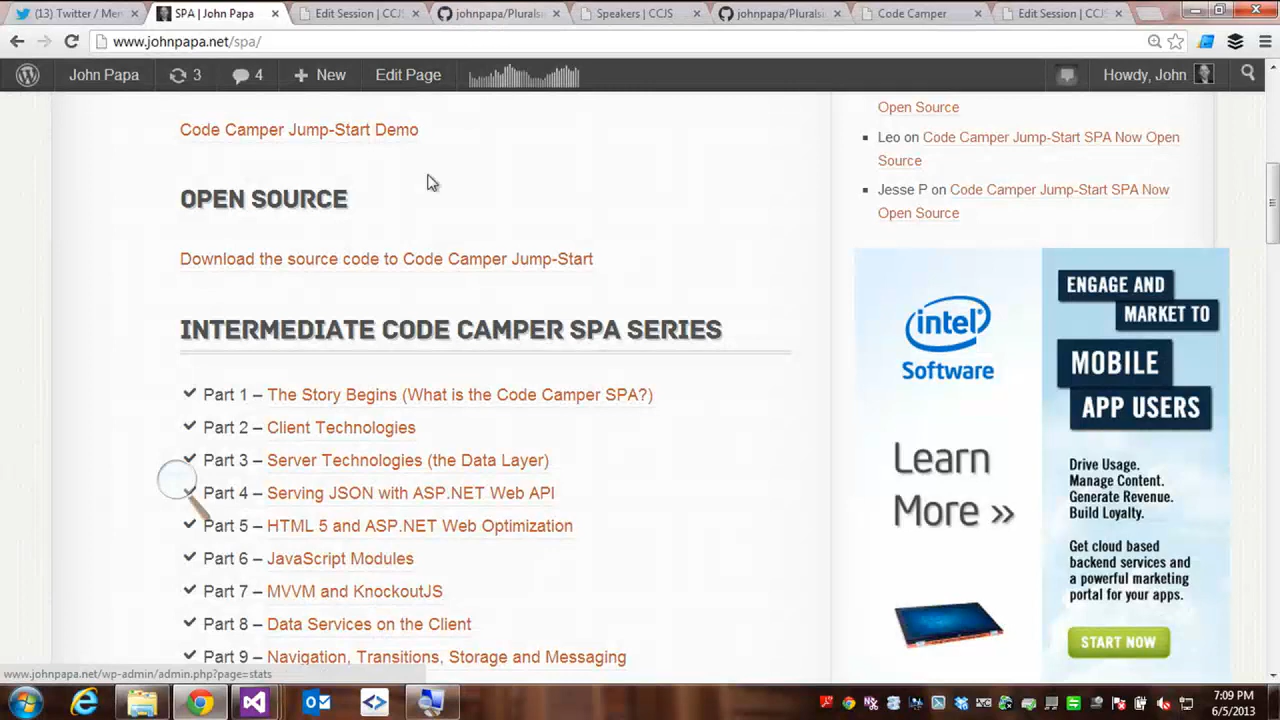 (13) Twitter / Men
SPA | John Papa
Edit Session | CCJS
johnpapa/Pluralsi
Speakers | CCJS
johnpapa/Pluralsi
Code Camper
Edit Session | CCJS
www.johnpapa.net/spa/
John Papa
3
4
New
Edit Page
Howdy, John
Code Camper Jump-Start Demo
OPEN SOURCE
Download the source code to Code Camper Jump-Start
INTERMEDIATE CODE CAMPER SPA SERIES
Part 1 – The Story Begins (What is the Code Camper SPA?)
Part 2 – Client Technologies
Part 3 – Server Technologies (the Data Layer)
Part 4 – Serving JSON with ASP.NET Web API
Part 5 – HTML 5 and ASP.NET Web Optimization
Part 6 – JavaScript Modules
Part 7 – MVVM and KnockoutJS
Part 8 – Data Services on the Client
Part 9 – Navigation, Transitions, Storage and Messaging
Open Source
Leo on Code Camper Jump-Start SPA Now Open
Source
Jesse P on Code Camper Jump-Start SPA Now
Open Source
intel
Software
Learn
More »
ENGAGE AND
MARKET TO
MOBILE
APP USERS
Drive Usage.
Manage Content.
Generate Revenue.
Build Loyalty.
Get cloud based
backend services and
a powerful marketing
portal for your apps.
START NOW
www.johnpapa.net/wp-admin/admin.php?page=stats
7:09 PM
6/5/2013